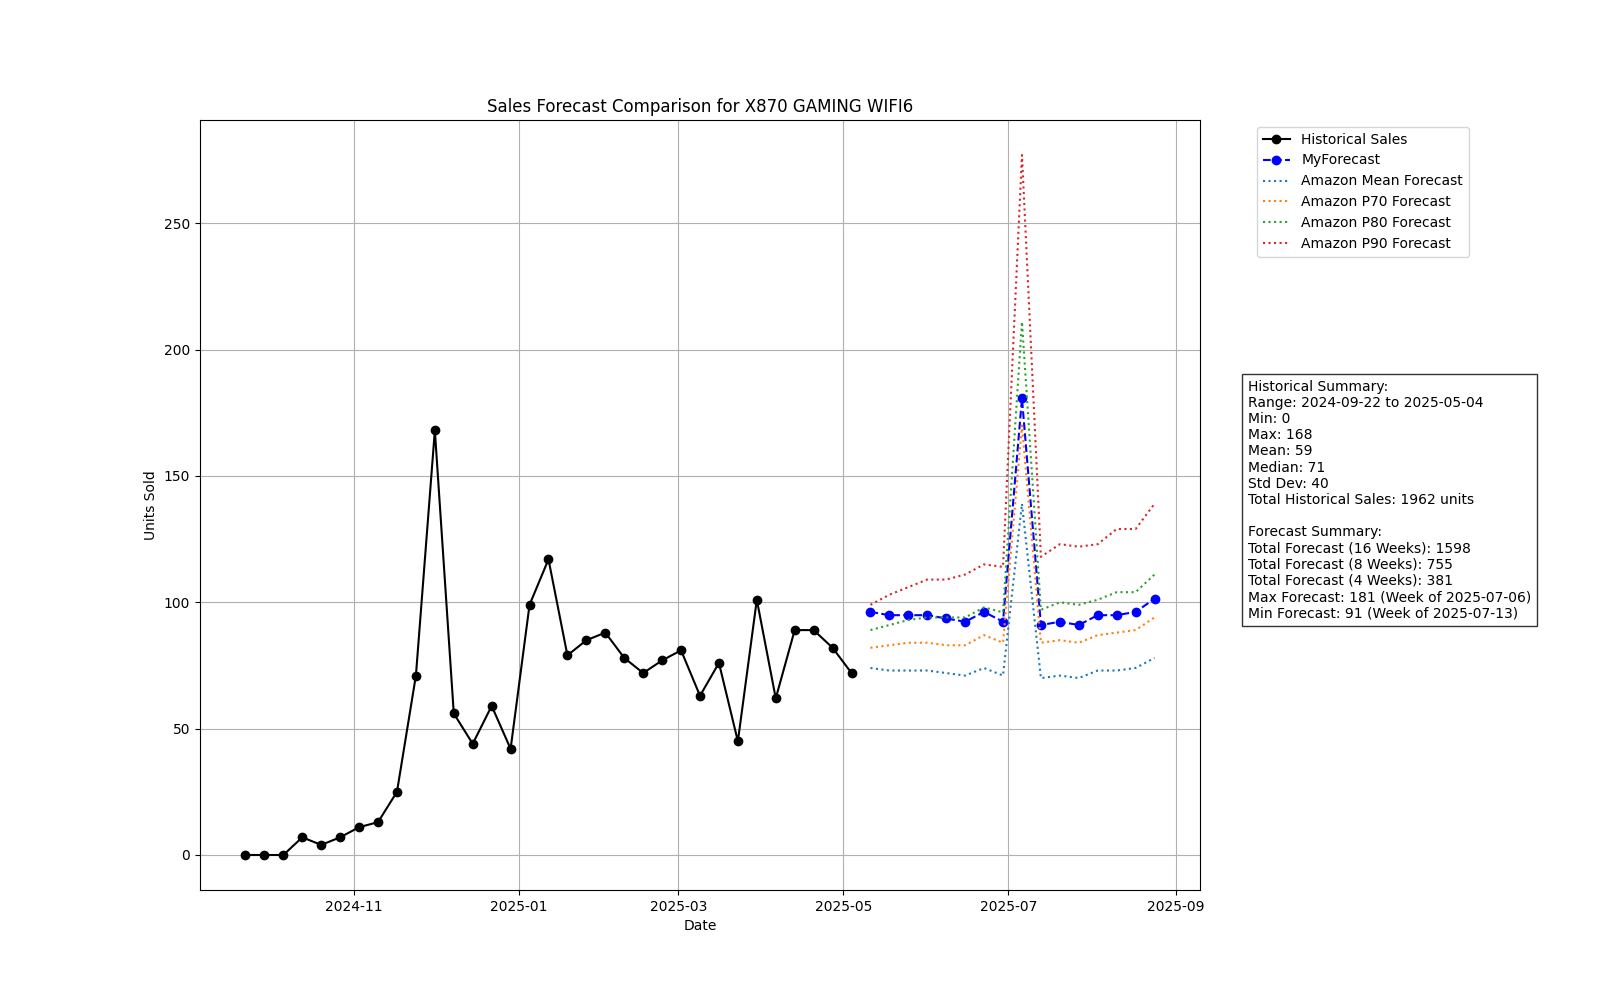 Sales Forecast Comparison for X870 GAMING WIFI6
Historical Sales
MyForecast
Amazon Mean Forecast
Amazon P70 Forecast
Amazon P80 Forecast
Amazon P90 Forecast
250
200
150
100
50
0
Units Sold
2024-11
2025-01
2025-03
2025-05
2025-07
2025-09
Date
Historical Summary:
Range: 2024-09-22 to 2025-05-04
Min: 0
Max: 168
Mean: 59
Median: 71
Std Dev: 40
Total Historical Sales: 1962 units
Forecast Summary:
Total Forecast (16 Weeks): 1598
Total Forecast (8 Weeks): 755
Total Forecast (4 Weeks): 381
Max Forecast: 181 (Week of 2025-07-06)
Min Forecast: 91 (Week of 2025-07-13)